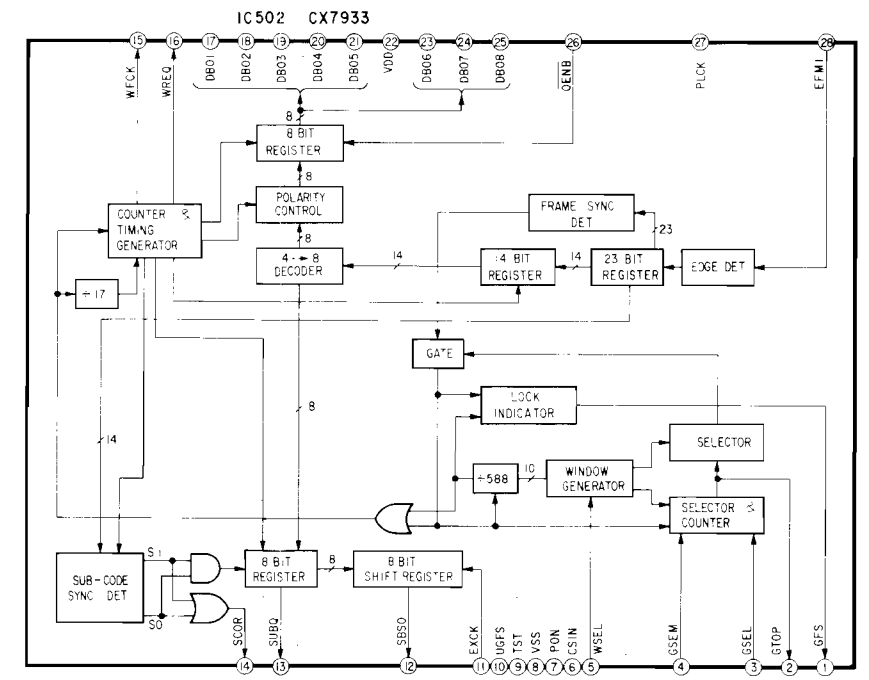 IC502 CX7933
15 16 17 18 19 20 21 22 23 24 25 26 27 28
WFCK WREQ DB01 DB02 DB03 DB04 DB05 VDD DB06 DB07 DB08 OENB PLCK EFMI
8
8 BIT
REGISTER
8
POLARITY
CONTROL
8
COUNTER &
TIMING
GENERATOR
FRAME SYNC
DET
23
4 → 8
DECODER
14
14 BIT
REGISTER
14
23 BIT
REGISTER
EDGE DET
÷17
GATE
LOCK
INDICATOR
8
14
SELECTOR
÷588
10
WINDOW
GENERATOR
SELECTOR &
COUNTER
SUB-CODE
SYNC DET
S1
S0
8 BIT
REGISTER
8
8 BIT
SHIFT REGISTER
SCOR SUBQ SBSO EXCK UGFS TST VSS PON CSIN WSEL GSEM GSEL GTOP GFS
14 13 12 11 10 9 8 7 6 5 4 3 2 1